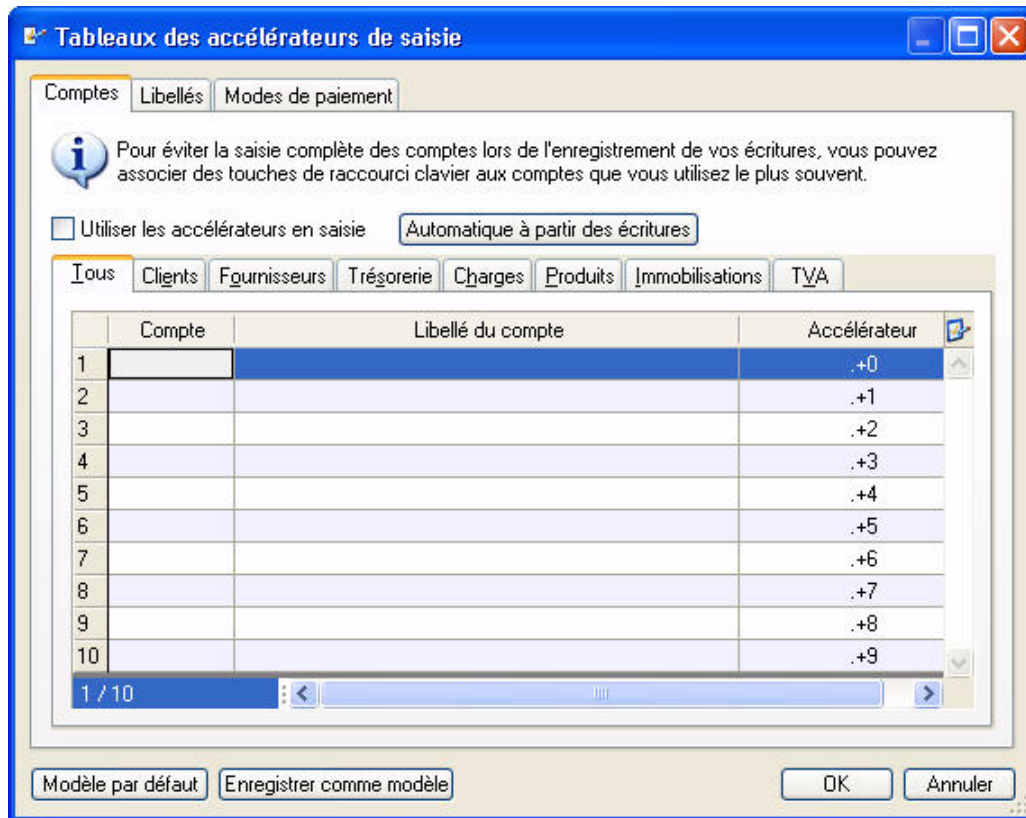 Tableaux des accélérateurs de saisie
Comptes Libellés Modes de paiement
Pour éviter la saisie complète des comptes lors de l'enregistrement de vos écritures, vous pouvez
associer des touches de raccourci clavier aux comptes que vous utilisez le plus souvent.
Utiliser les accélérateurs en saisie Automatique à partir des écritures
Tous Clients Fournisseurs Trésorerie Charges Produits Immobilisations TVA
Compte Libellé du compte Accélérateur
1 .+0
2 .+1
3 .+2
4 .+3
5 .+4
6 .+5
7 .+6
8 .+7
9 .+8
10 .+9
1 / 10
Modèle par défaut Enregistrer comme modèle OK Annuler